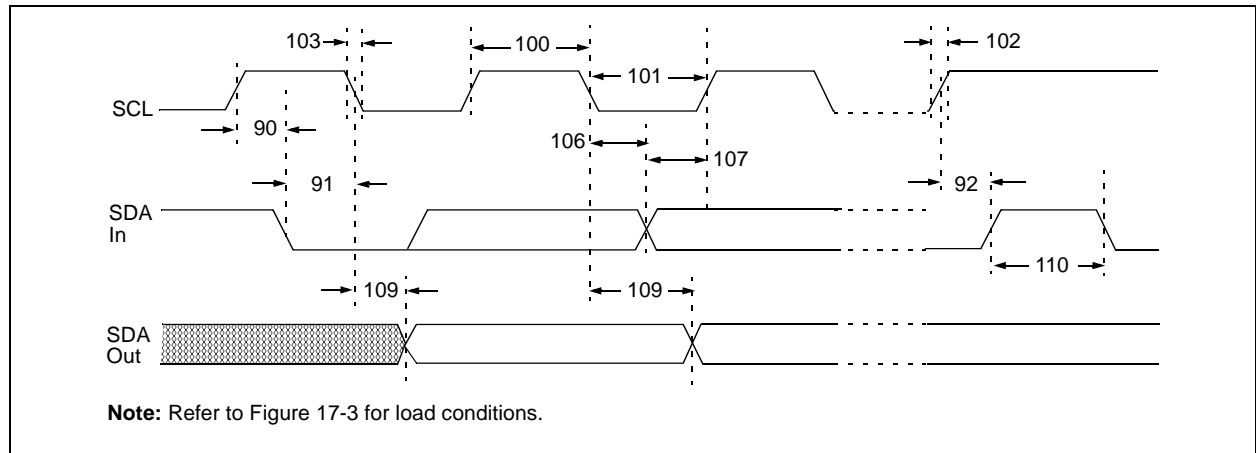 103
100
102
101
SCL
90
106
107
91
92
SDA
In
109
109
110
SDA
Out
Note: Refer to Figure 17-3 for load conditions.